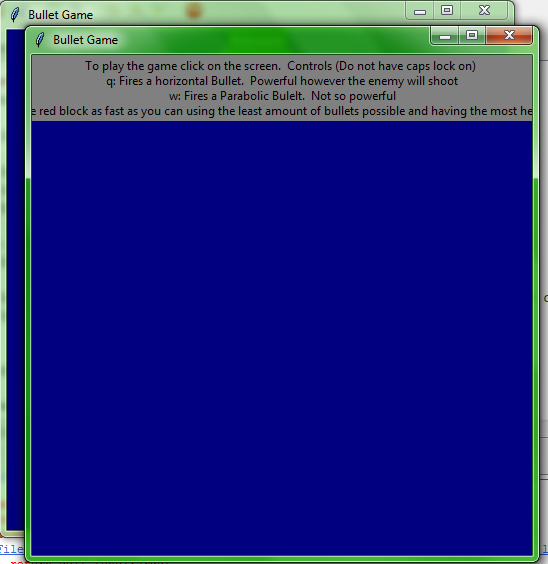 Bullet Game
Bullet Game
To play the game click on the screen. Controls (Do not have caps lock on)
q: Fires a horizontal Bullet. Powerful however the enemy will shoot
w: Fires a Parabolic Bulelt. Not so powerful
e red block as fast as you can using the least amount of bullets possible and having the most he
File